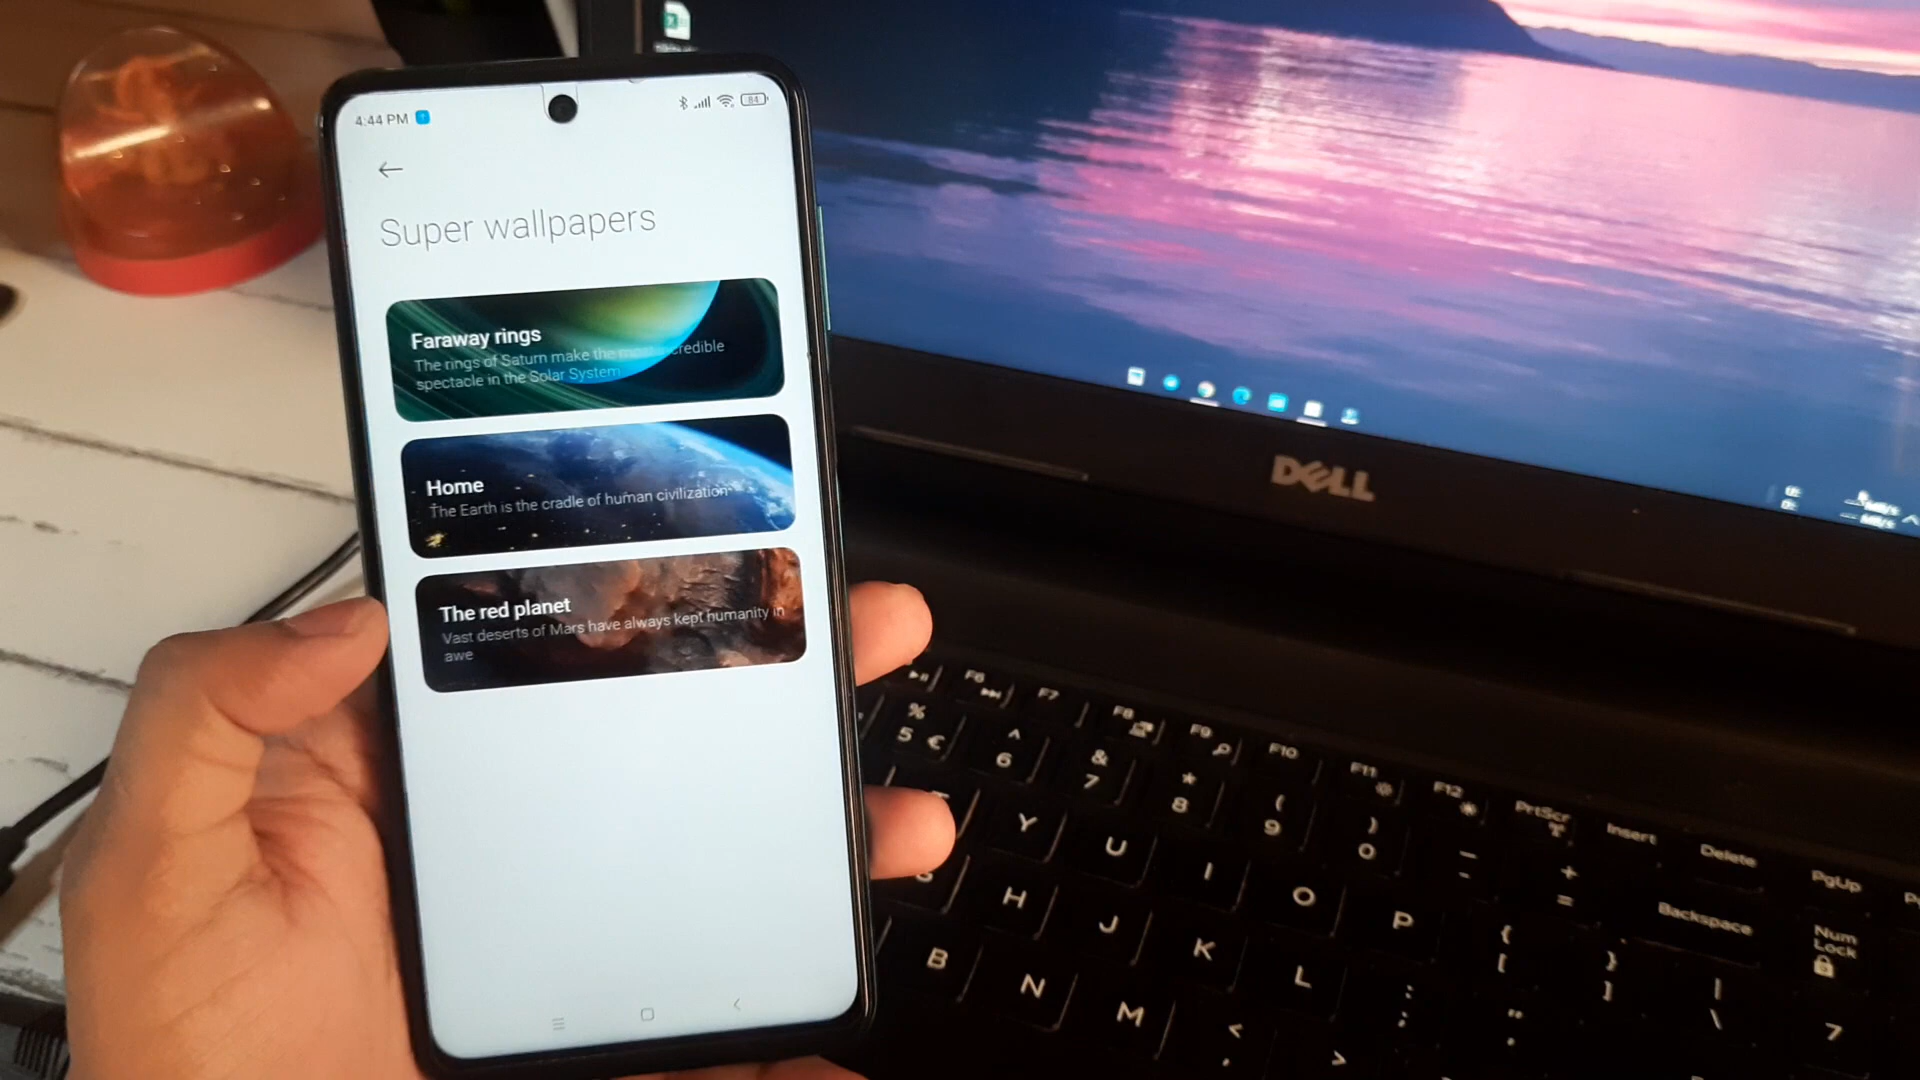 4:44 PM
84
Super wallpapers
Faraway rings
The rings of Saturn make the most incredible
spectacle in the Solar System
Home
The Earth is the cradle of human civilization
The red planet
Vast deserts of Mars have always kept humanity in
awe
DELL
F6 F7 F8 F9 F10 F11 F12 PrtScr Insert Delete PgUp
% 5 € ^ 6 & 7 * 8 ( 9 ) 0 _ - + = Backspace Num Lock
Y U I O P { [ } ] | \ 7
H J K L : ; " '
B N M < , >